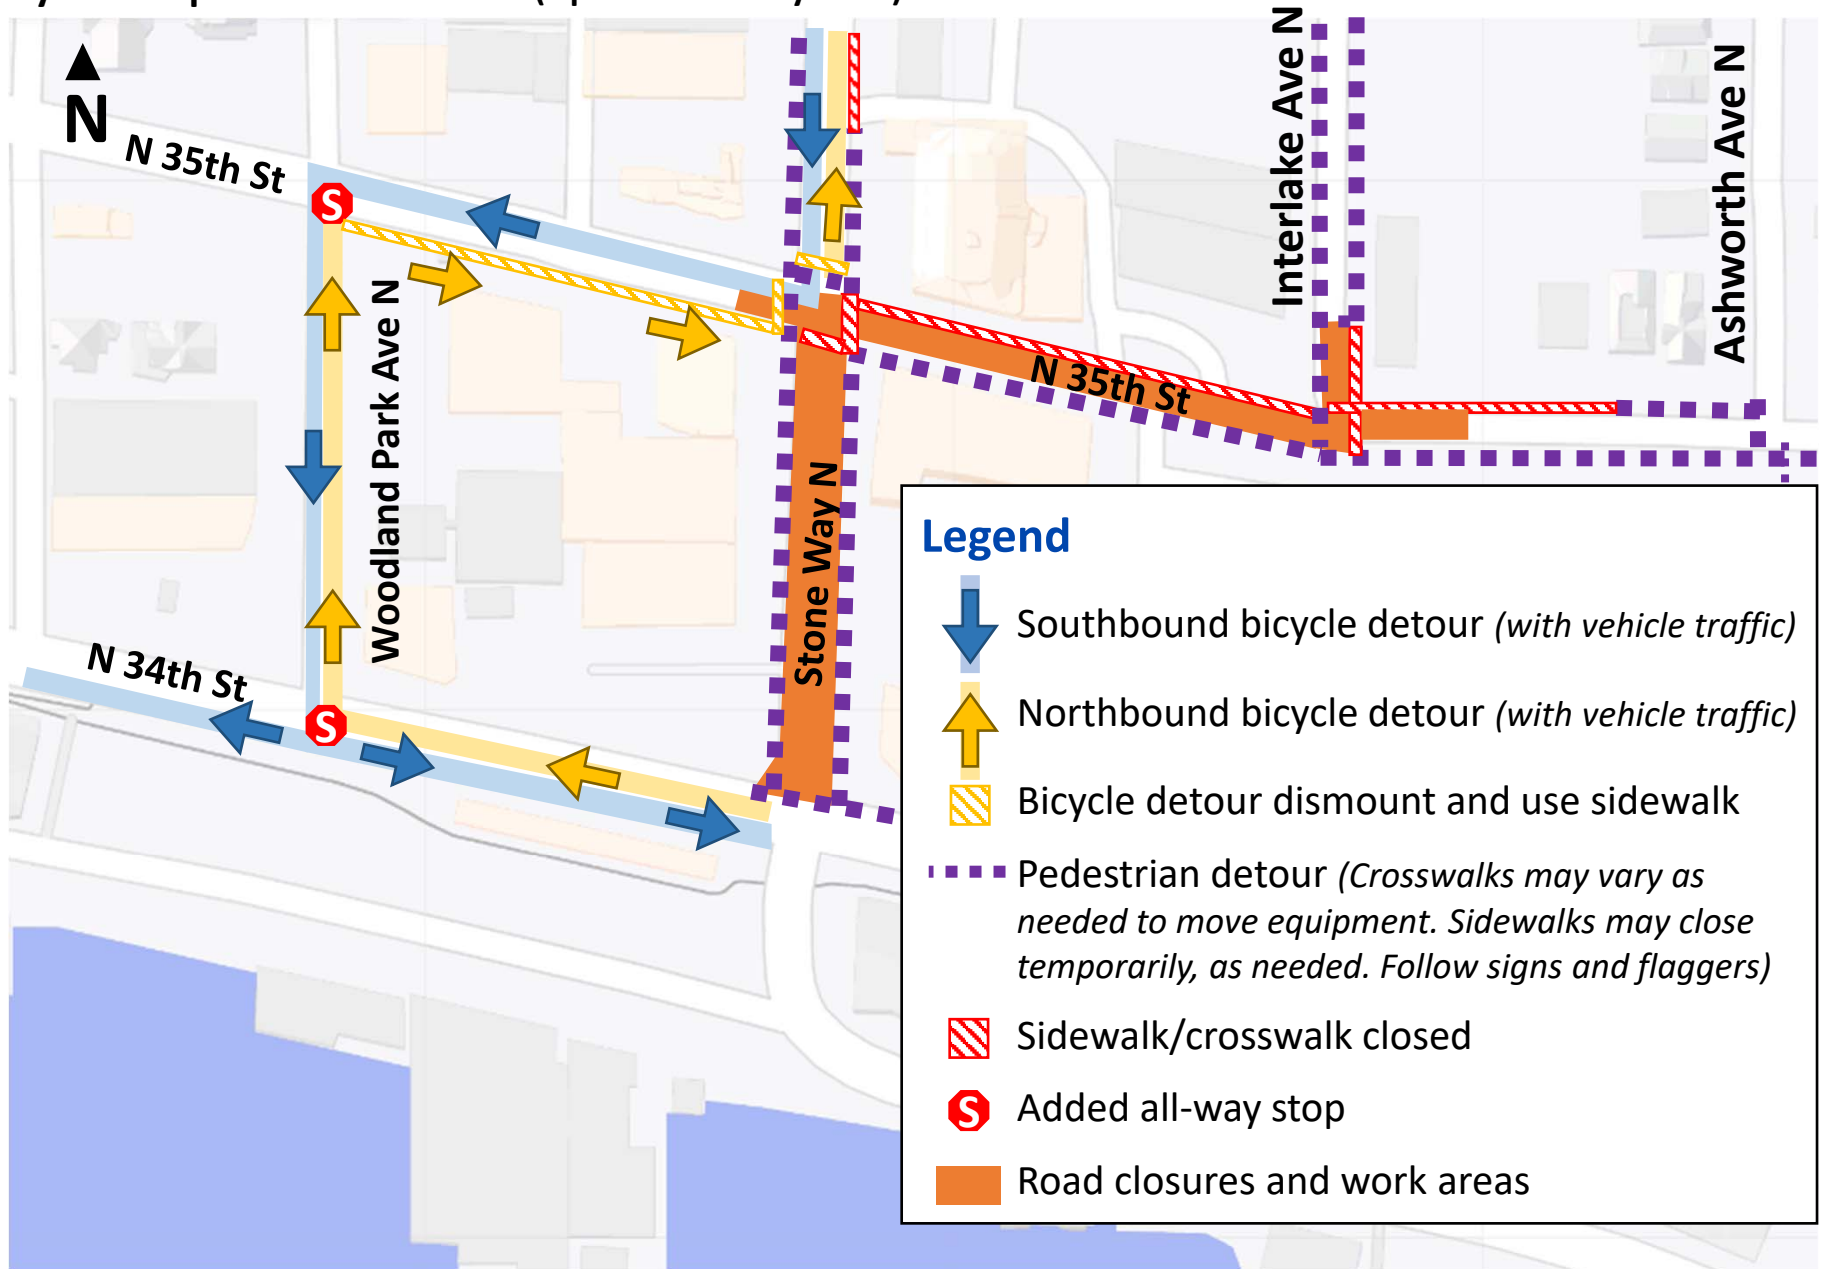 N
N 35th St
Interlake Ave N
Ashworth Ave N
Woodland Park Ave N
N 35th St
Stone Way N
N 34th St
S
S
Legend
Southbound bicycle detour (with vehicle traffic)
Northbound bicycle detour (with vehicle traffic)
Bicycle detour dismount and use sidewalk
Pedestrian detour (Crosswalks may vary as
needed to move equipment. Sidewalks may close
temporarily, as needed. Follow signs and flaggers)
Sidewalk/crosswalk closed
S
Added all-way stop
Road closures and work areas